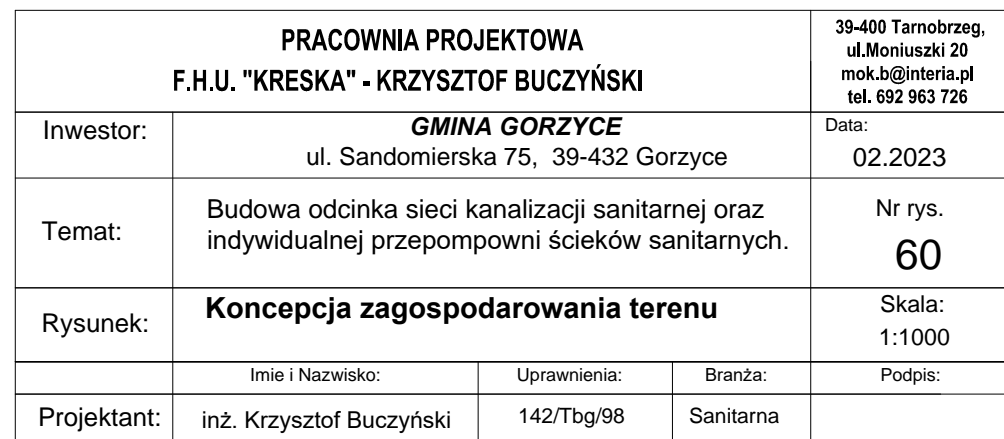 PRACOWNIA PROJEKTOWA
F.H.U. "KRESKA" - KRZYSZTOF BUCZYŃSKI
39-400 Tarnobrzeg,
ul.Moniuszki 20
mok.b@interia.pl
tel. 692 963 726
Inwestor:
GMINA GORZYCE
ul. Sandomierska 75, 39-432 Gorzyce
Data:
02.2023
Temat:
Budowa odcinka sieci kanalizacji sanitarnej oraz
indywidualnej przepompowni ścieków sanitarnych.
Nr rys.
60
Rysunek:
Koncepcja zagospodarowania terenu
Skala:
1:1000
Imie i Nazwisko: Uprawnienia: Branża: Podpis:
Projektant: inż. Krzysztof Buczyński 142/Tbg/98 Sanitarna